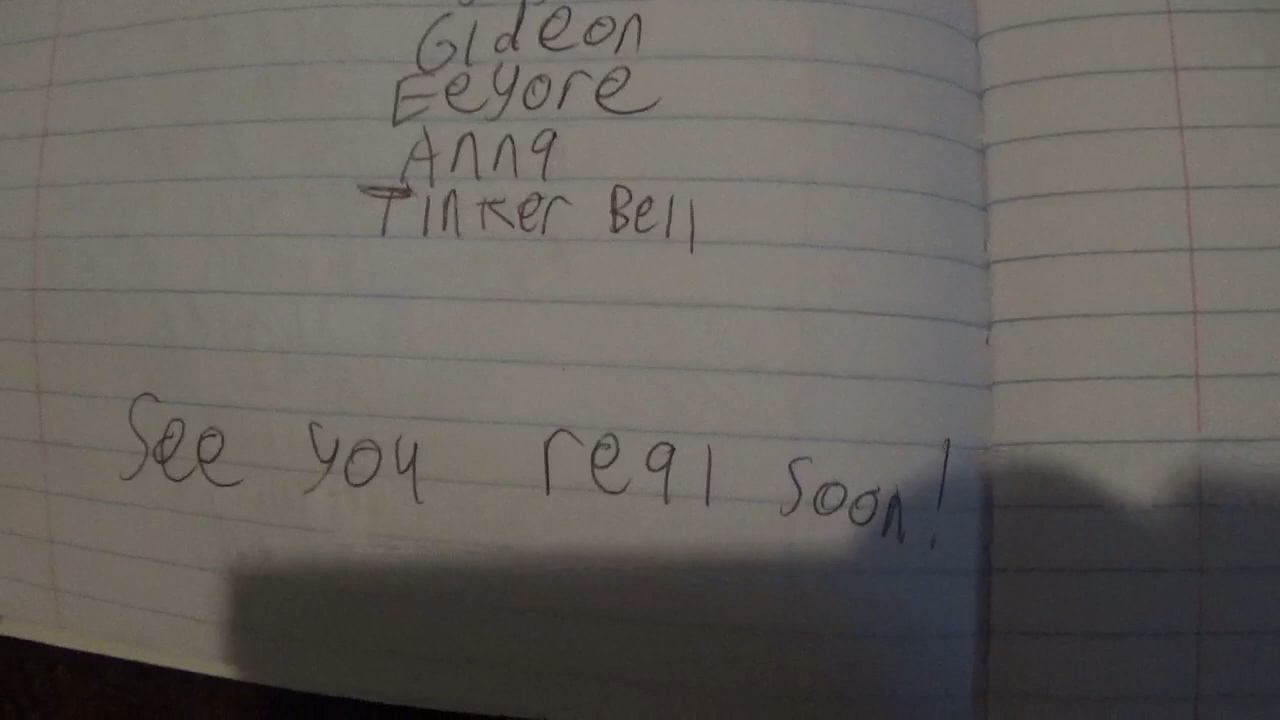 Gideon
Eeyore
Anna
Tinker Bell
See you real soon!